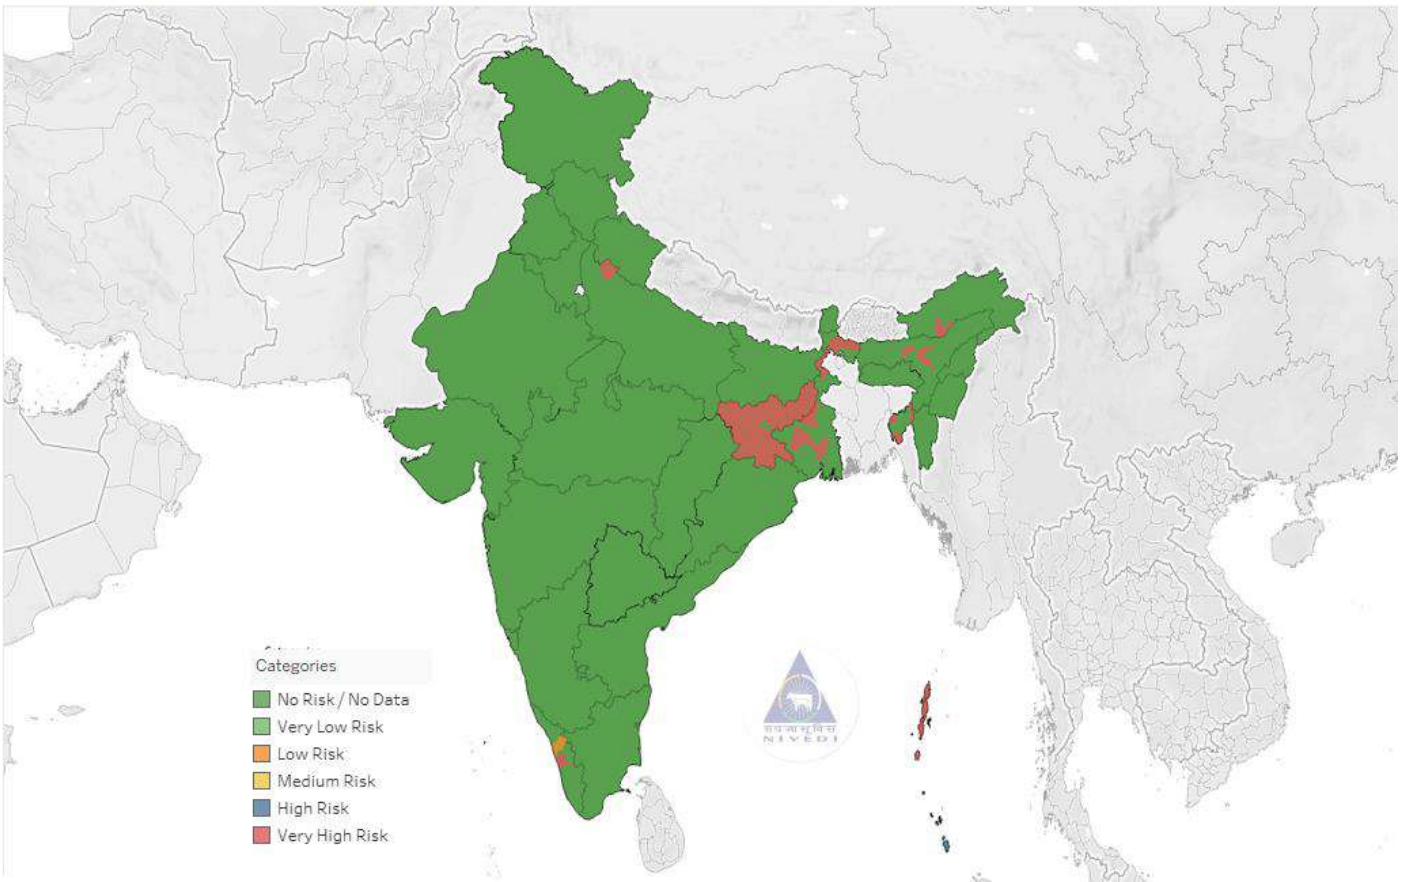 Categories
No Risk / No Data
Very Low Risk
Low Risk
Medium Risk
High Risk
Very High Risk
NIVEDI